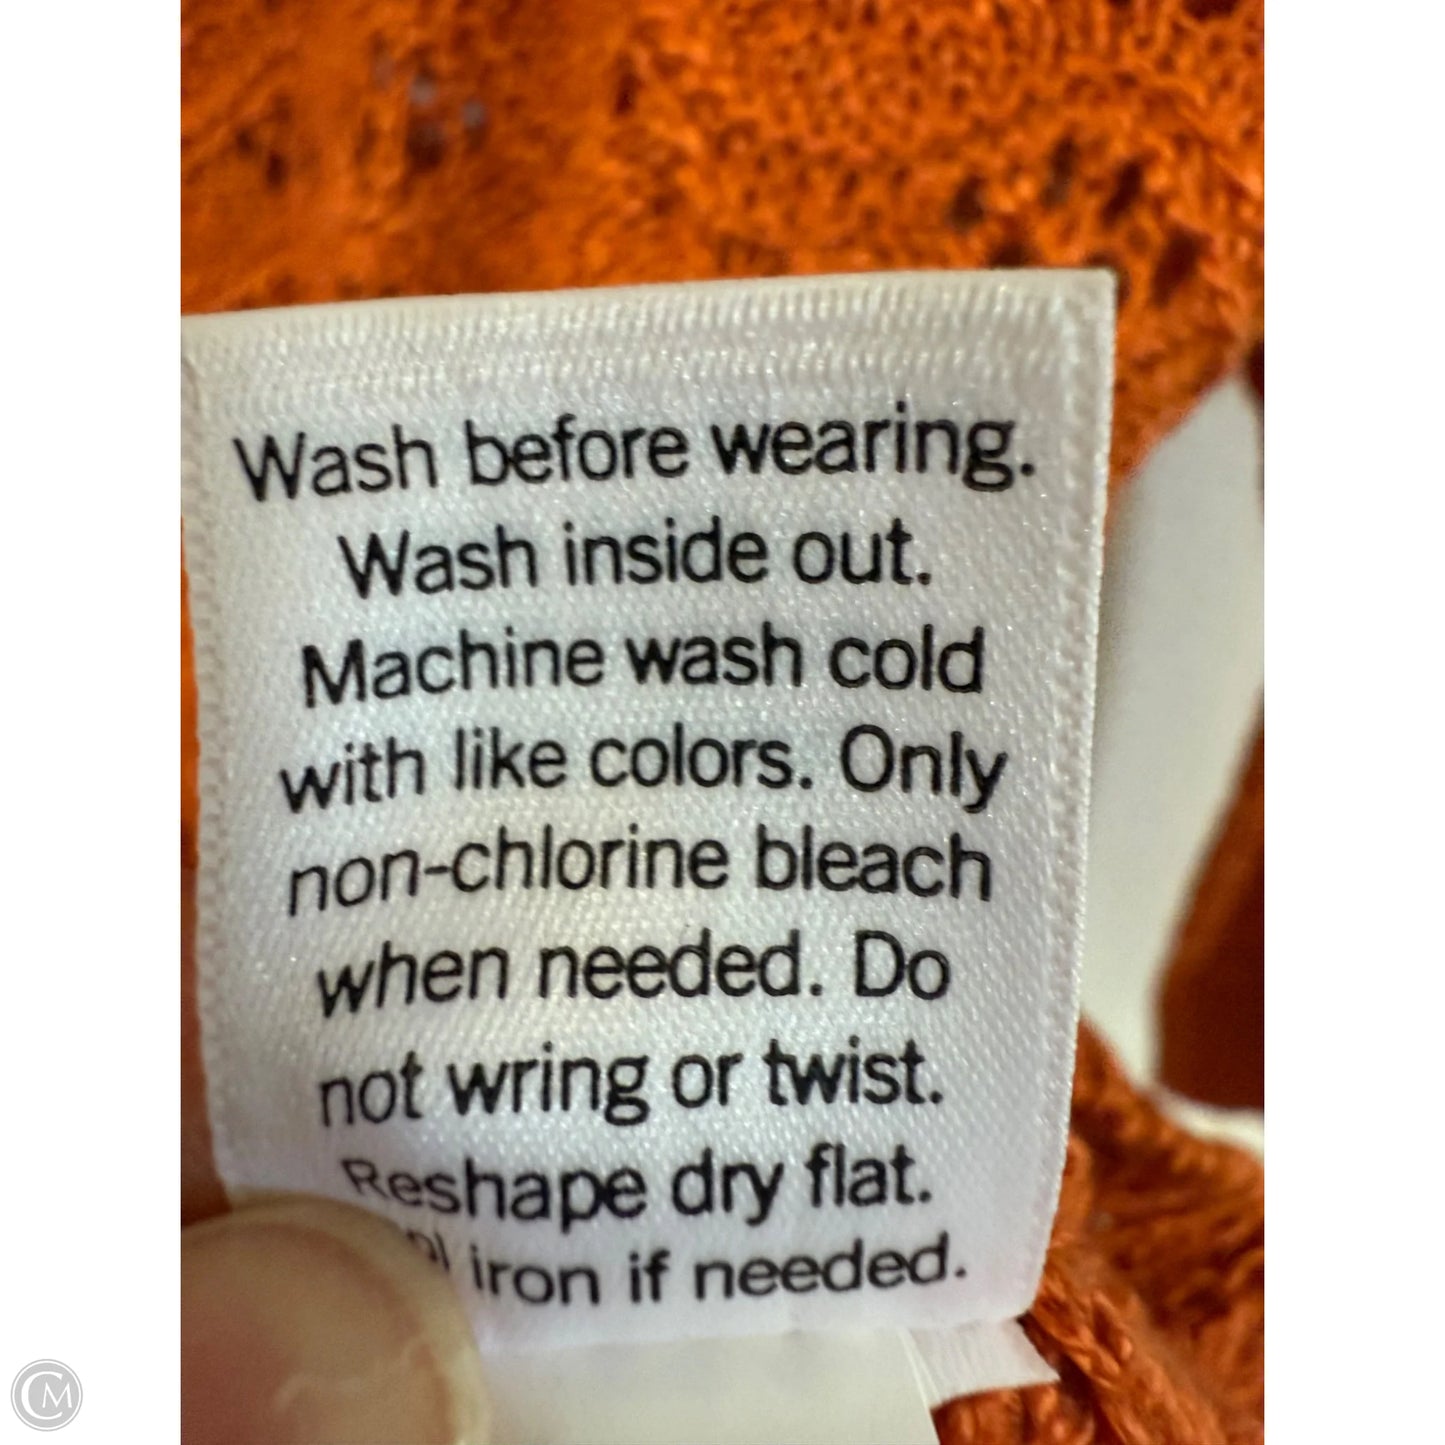 Wash before wearing.
Wash inside out.
Machine wash cold
with like colors. Only
non-chlorine bleach
when needed. Do
not wring or twist.
Reshape dry flat.
iron if needed.
CM